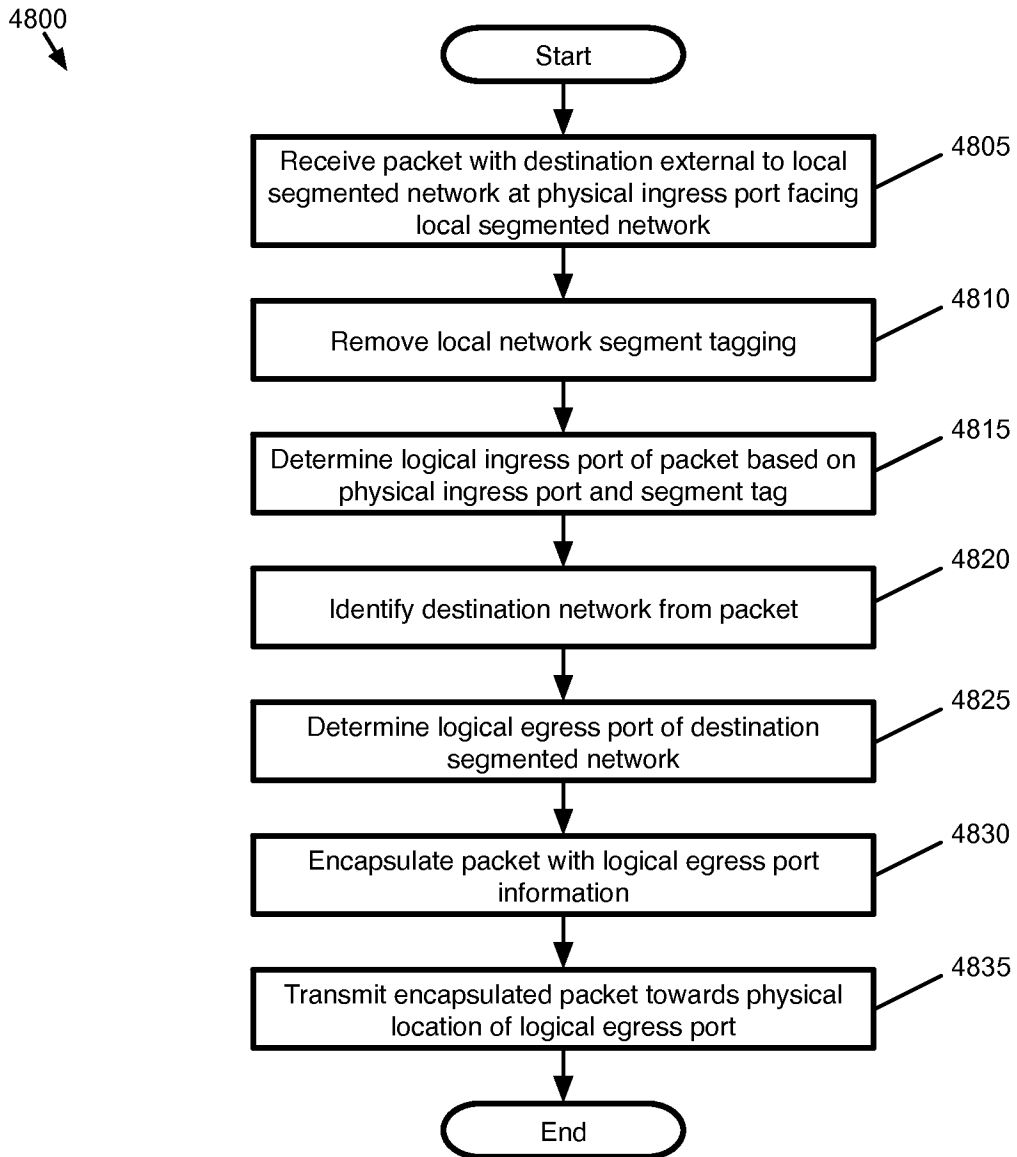 4800
Start
Receive packet with destination external to local
segmented network at physical ingress port facing
local segmented network
4805
Remove local network segment tagging
4810
Determine logical ingress port of packet based on
physical ingress port and segment tag
4815
Identify destination network from packet
4820
Determine logical egress port of destination
segmented network
4825
Encapsulate packet with logical egress port
information
4830
Transmit encapsulated packet towards physical
location of logical egress port
4835
End